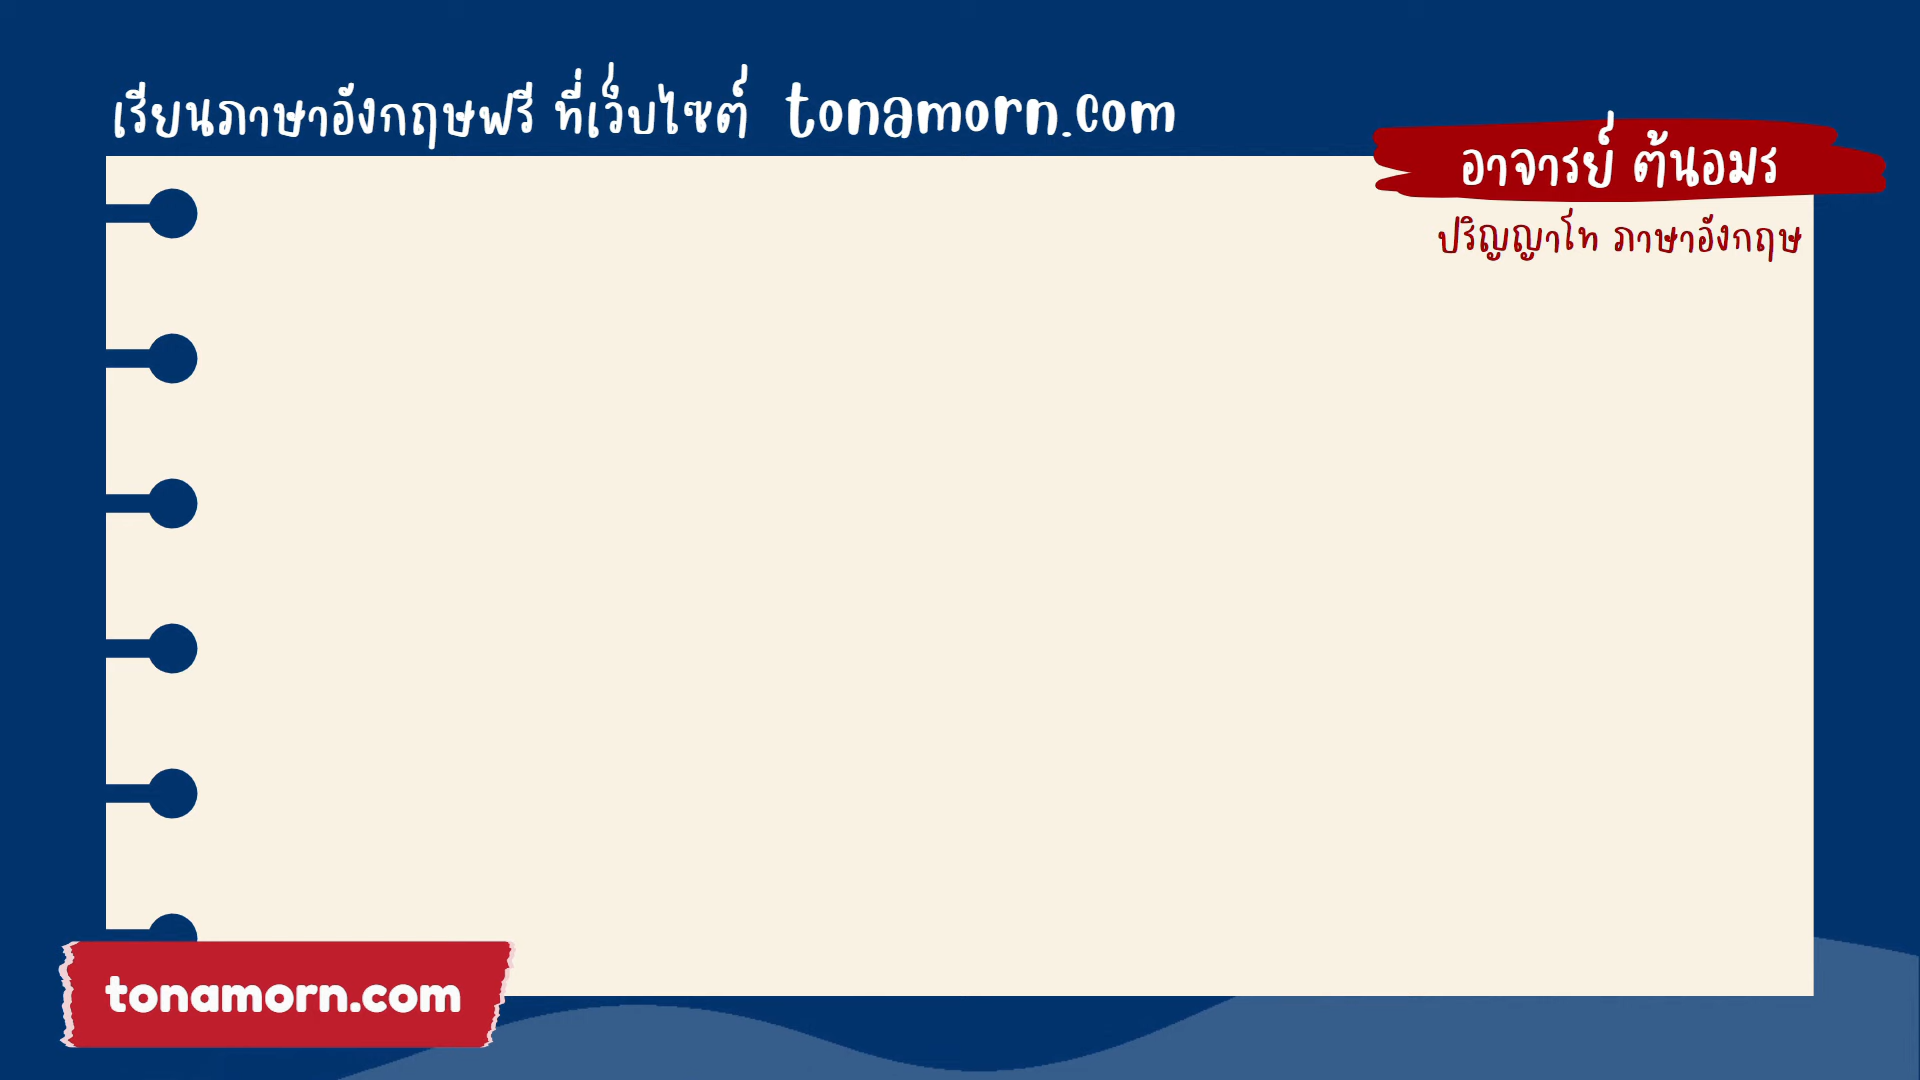 เรียนภาษาอังกฤษฟรี ที่เว็บไซต์ tonamorn.com
อาจารย์ ต้นอมร
ปริญญาโท ภาษาอังกฤษ
tonamorn.com